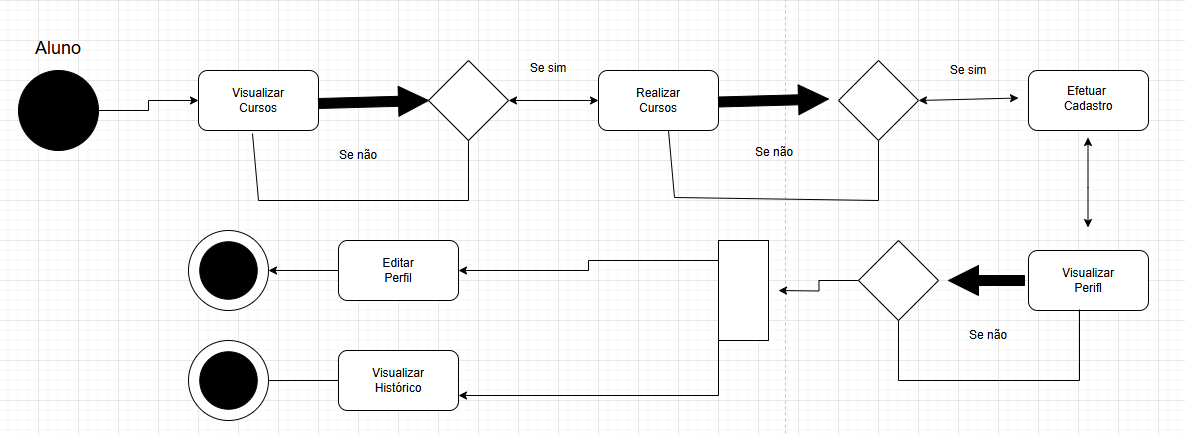 Aluno
Visualizar
Cursos
Se sim
Realizar
Cursos
Se sim
Efetuar
Cadastro
Se não
Se não
Editar
Perfil
Visualizar
Perifl
Se não
Visualizar
Histórico